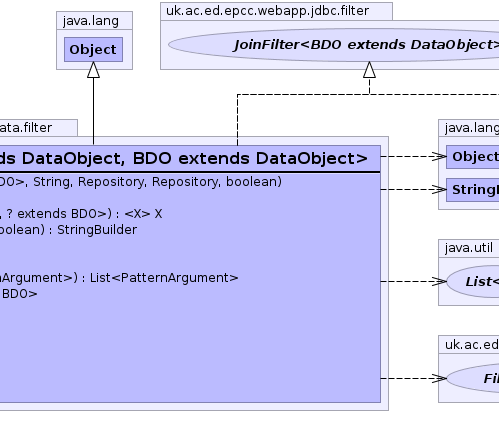 java.lang
uk.ac.ed.epcc.webapp.jdbc.filter
Object
JoinFilter<BDO extends DataObject>
ata.filter
java.lang
ds DataObject, BDO extends DataObject>
Object
DO>, String, Repository, Repository, boolean)
StringB
, ? extends BDO>) : <X> X
oolean) : StringBuilder
java.util
nArgument>) : List<PatternArgument>
List<
BDO>
uk.ac.ed
Fil